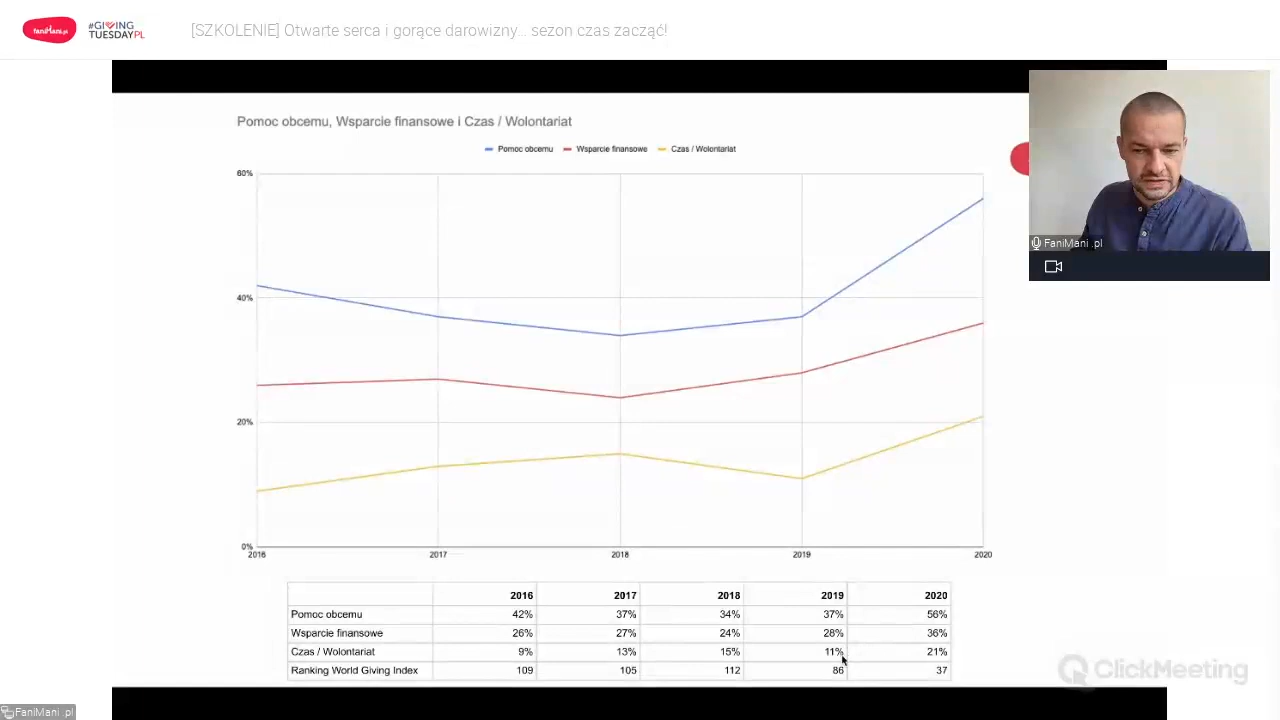 faniMani.pl
#GIVING
TUESDAYPL
[SZKOLENIE] Otwarte serca i gorące darowizny... sezon czas zacząć!
Pomoc obcemu, Wsparcie finansowe i Czas / Wolontariat
Pomoc obcemu Wsparcie finansowe Czas / Wolontariat
60%
40%
20%
0%
2016 2017 2018 2019 2020
FaniMani .pl
2016 2017 2018 2019 2020
Pomoc obcemu 42% 37% 34% 37% 56%
Wsparcie finansowe 26% 27% 24% 28% 36%
Czas / Wolontariat 9% 13% 15% 11% 21%
Ranking World Giving Index 109 105 112 86 37
ClickMeeting
FaniMani .pl